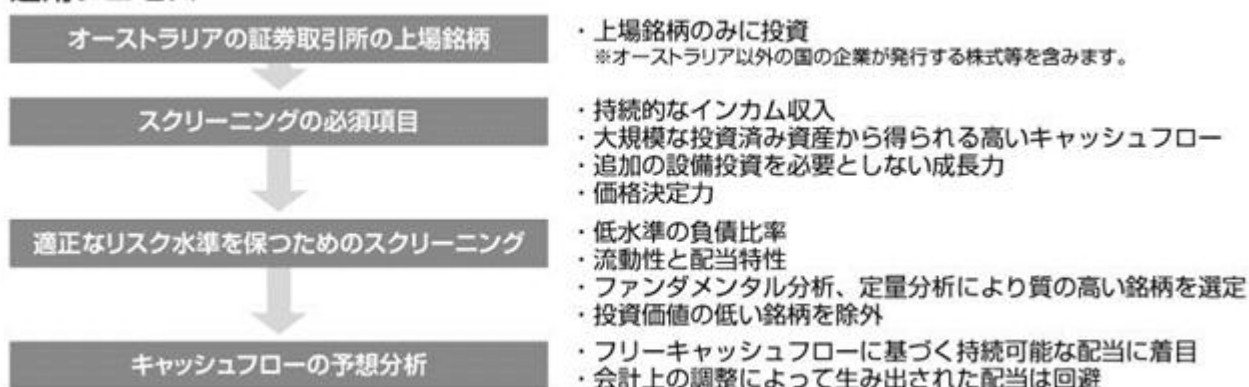 オーストラリアの証券取引所の上場銘柄
・上場銘柄のみに投資
※オーストラリア以外の国の企業が発行する株式等を含みます。
スクリーニングの必須項目
・持続的なインカム収入
・大規模な投資済み資産から得られる高いキャッシュフロー
・追加の設備投資を必要としない成長力
・価格決定力
適正なリスク水準を保つためのスクリーニング
・低水準の負債比率
・流動性と配当特性
・ファンダメンタル分析、定量分析により質の高い銘柄を選定
・投資価値の低い銘柄を除外
キャッシュフローの予想分析
・フリーキャッシュフローに基づく持続可能な配当に着目
・会計上の調整によって生み出された配当は回避